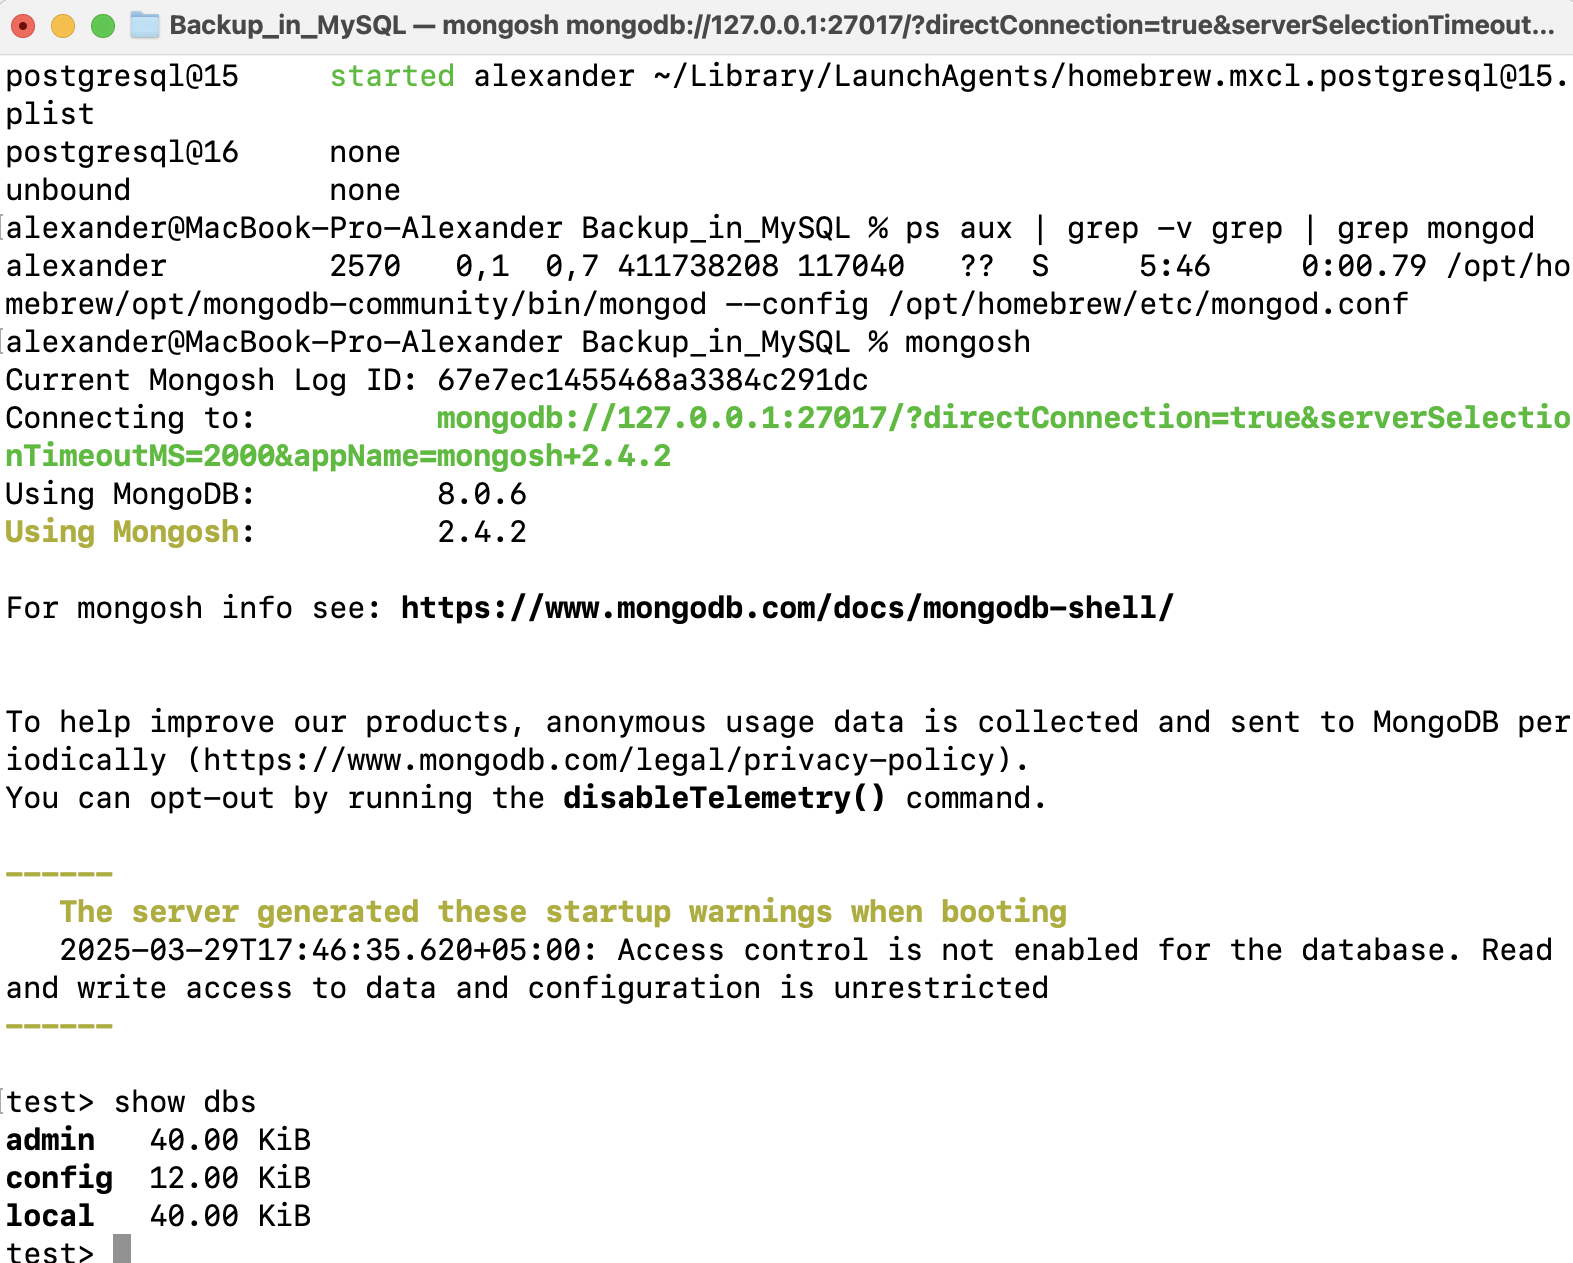 Backup_in_MySQL — mongosh mongodb://127.0.0.1:27017/?directConnection=true&serverSelectionTimeout...
postgresql@15     started alexander ~/Library/LaunchAgents/homebrew.mxcl.postgresql@15.
plist
postgresql@16     none
unbound           none
alexander@MacBook-Pro-Alexander Backup_in_MySQL % ps aux | grep -v grep | grep mongod
alexander         2570   0,1  0,7 411738208 117040   ??  S     5:46     0:00.79 /opt/ho
mebrew/opt/mongodb-community/bin/mongod --config /opt/homebrew/etc/mongod.conf
alexander@MacBook-Pro-Alexander Backup_in_MySQL % mongosh
Current Mongosh Log ID: 67e7ec1455468a3384c291dc
Connecting to:          mongodb://127.0.0.1:27017/?directConnection=true&serverSelectio
nTimeoutMS=2000&appName=mongosh+2.4.2
Using MongoDB:          8.0.6
Using Mongosh:          2.4.2
For mongosh info see: https://www.mongodb.com/docs/mongodb-shell/
To help improve our products, anonymous usage data is collected and sent to MongoDB per
iodically (https://www.mongodb.com/legal/privacy-policy).
You can opt-out by running the disableTelemetry() command.
------
   The server generated these startup warnings when booting
   2025-03-29T17:46:35.620+05:00: Access control is not enabled for the database. Read
and write access to data and configuration is unrestricted
------
test> show dbs
admin   40.00 KiB
config  12.00 KiB
local   40.00 KiB
test>